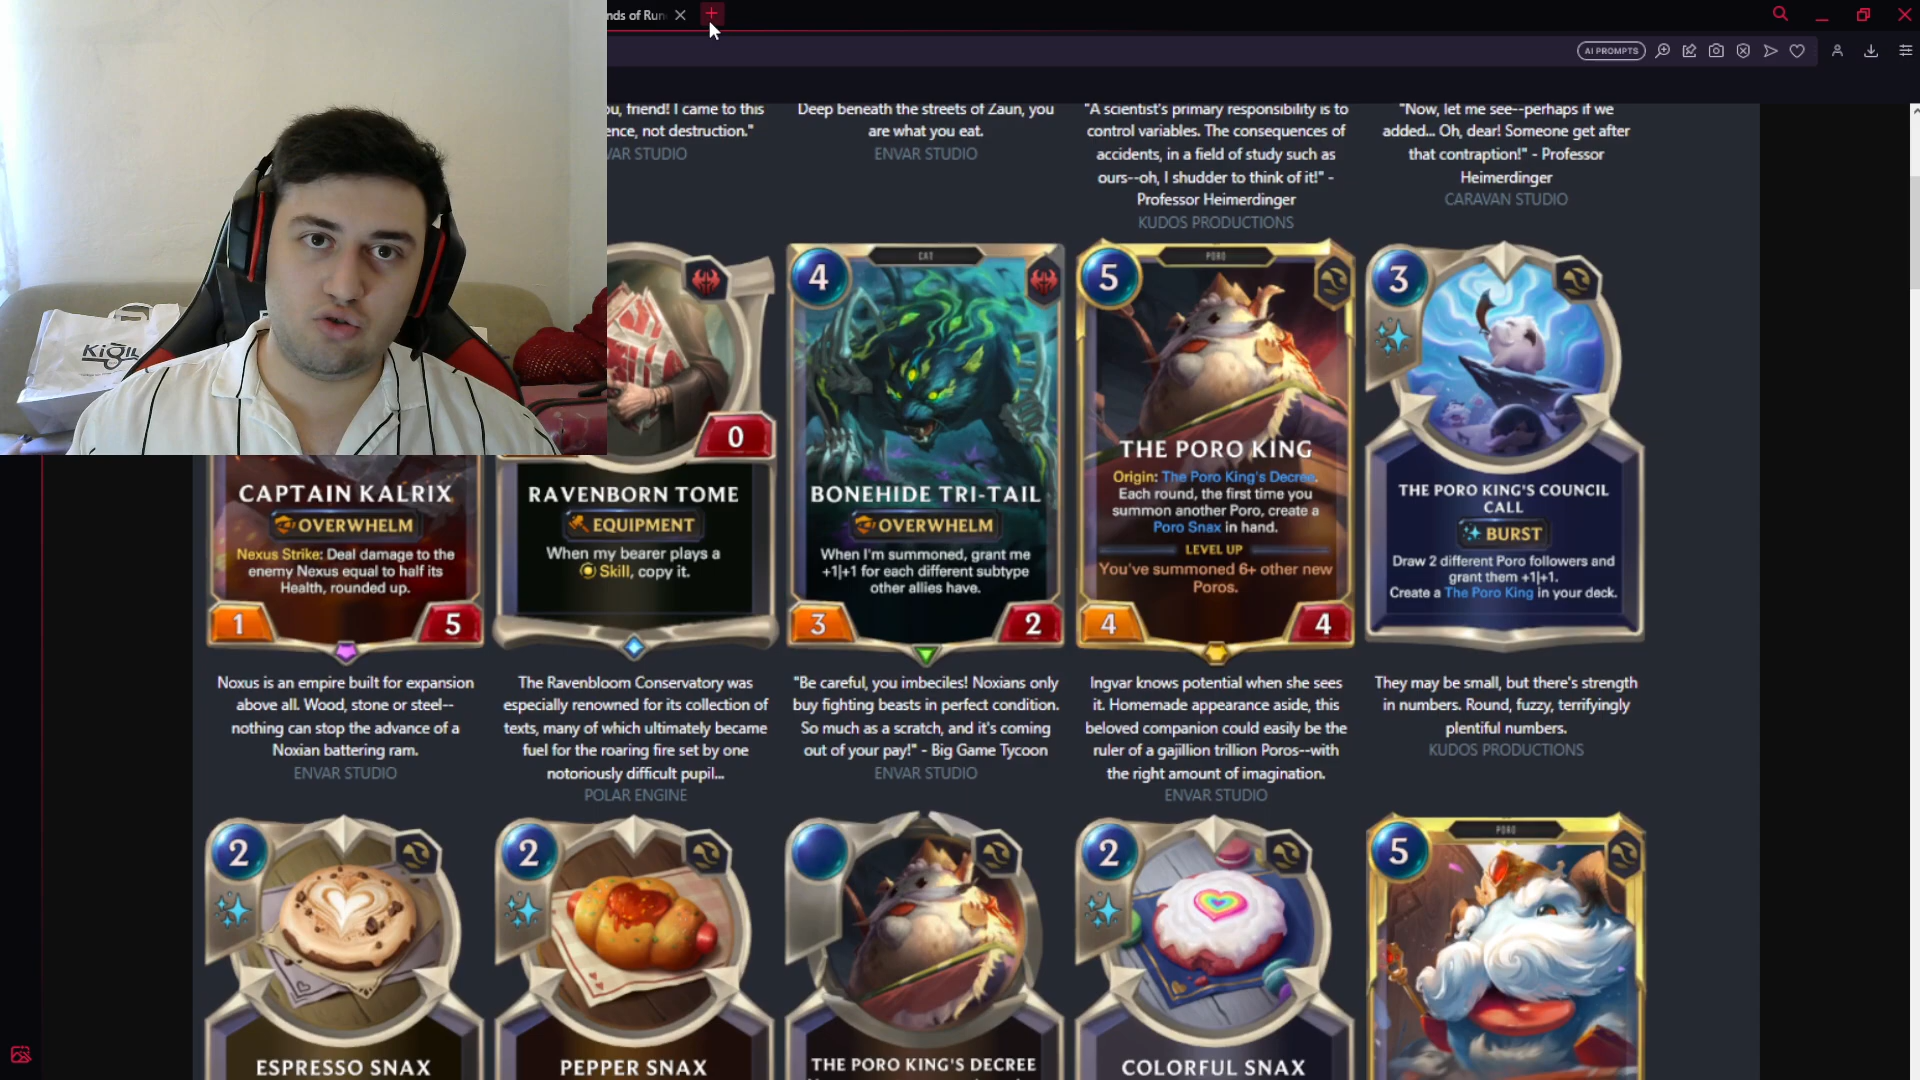 nds of Run
AI PROMPTS
u, friend! I came to this
ence, not destruction."
VAR STUDIO
Deep beneath the streets of Zaun, you
are what you eat.
ENVAR STUDIO
"A scientist's primary responsibility is to
control variables. The consequences of
accidents, in a field of study such as
ours--oh, I shudder to think of it!" -
Professor Heimerdinger
KUDOS PRODUCTIONS
"Now, let me see--perhaps if we
added... Oh, dear! Someone get after
that contraption!" - Professor
Heimerdinger
CARAVAN STUDIO
Kiğılı
CAPTAIN KALRIX
OVERWHELM
Nexus Strike: Deal damage to the
enemy Nexus equal to half its
Health, rounded up.
1
5
0
RAVENBORN TOME
EQUIPMENT
When my bearer plays a
Skill, copy it.
4
CAT
BONEHIDE TRI-TAIL
OVERWHELM
When I'm summoned, grant me
+1|+1 for each different subtype
other allies have.
3
2
5
PORO
THE PORO KING
Origin: The Poro King's Decree.
Each round, the first time you
summon another Poro, create a
Poro Snax in hand.
LEVEL UP
You've summoned 6+ other new
Poros.
4
4
3
THE PORO KING'S COUNCIL
CALL
BURST
Draw 2 different Poro followers and
grant them +1|+1.
Create a The Poro King in your deck.
Noxus is an empire built for expansion
above all. Wood, stone or steel--
nothing can stop the advance of a
Noxian battering ram.
ENVAR STUDIO
The Ravenbloom Conservatory was
especially renowned for its collection of
texts, many of which ultimately became
fuel for the roaring fire set by one
notoriously difficult pupil...
POLAR ENGINE
"Be careful, you imbeciles! Noxians only
buy fighting beasts in perfect condition.
So much as a scratch, and it's coming
out of your pay!" - Big Game Tycoon
ENVAR STUDIO
Ingvar knows potential when she sees
it. Homemade appearance aside, this
beloved companion could easily be the
ruler of a gajillion trillion Poros--with
the right amount of imagination.
ENVAR STUDIO
They may be small, but there's strength
in numbers. Round, fuzzy, terrifyingly
plentiful numbers.
KUDOS PRODUCTIONS
2
ESPRESSO SNAX
2
PEPPER SNAX
THE PORO KING'S DECREE
2
COLORFUL SNAX
5
PORO